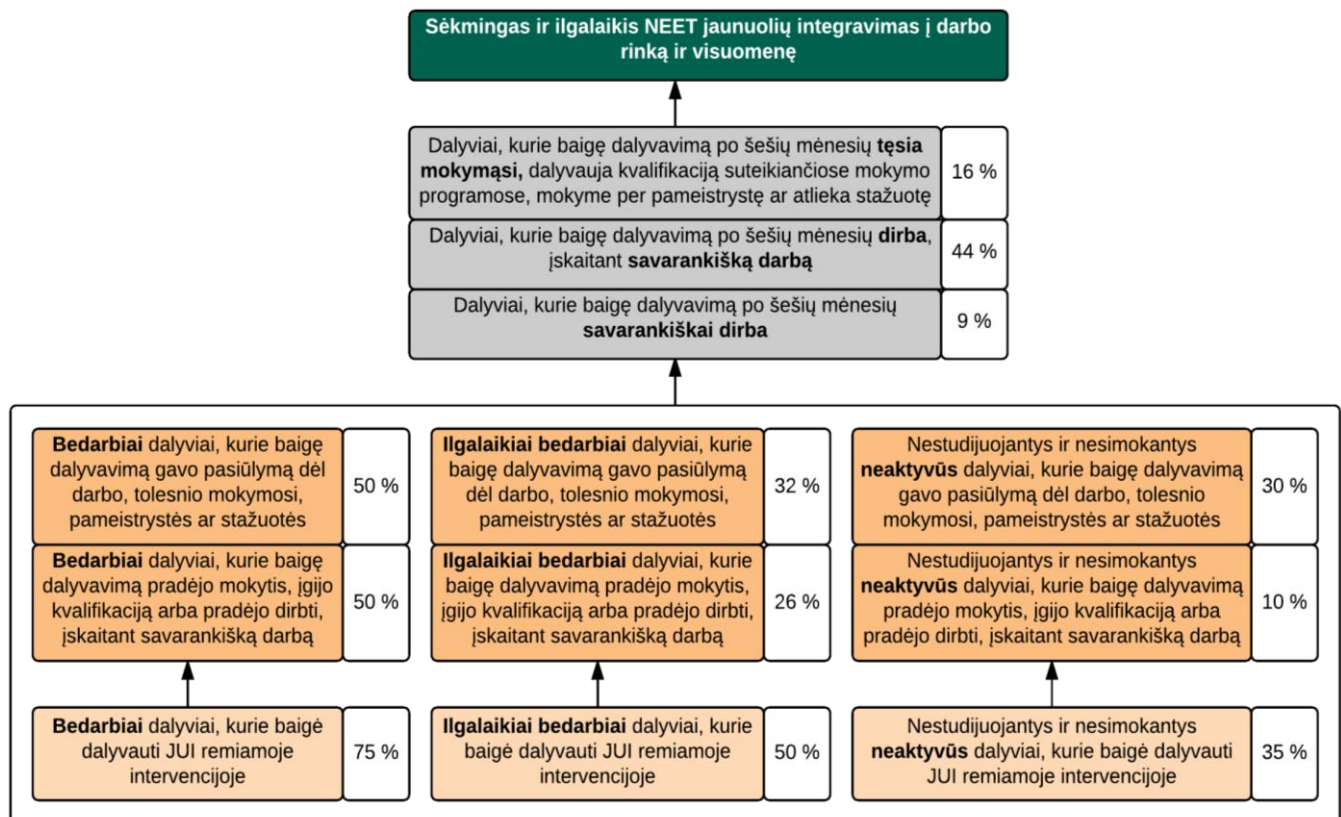 Sėkmingas ir ilgalaikis NEET jaunuolių integravimas į darbo
rinką ir visuomenę
Dalyviai, kurie baigę dalyvavimą po šešių mėnesių tęsia
mokymąsi, dalyvauja kvalifikaciją suteikiančiose mokymo
programose, mokyme per pameistrystę ar atlieka stažuotę
16 %
Dalyviai, kurie baigę dalyvavimą po šešių mėnesių dirba,
įskaitant savarankišką darbą
44 %
Dalyviai, kurie baigę dalyvavimą po šešių mėnesių
savarankiškai dirba
9 %
Bedarbiai dalyviai, kurie baigę
dalyvavimą gavo pasiūlymą dėl
darbo, tolesnio mokymosi,
pameistrystės ar stažuotės
50 %
Ilgalaikiai bedarbiai dalyviai, kurie
baigę dalyvavimą gavo pasiūlymą
dėl darbo, tolesnio mokymosi,
pameistrystės ar stažuotės
32 %
Nestudijuojantys ir nesimokantys
neaktyvūs dalyviai, kurie baigę dalyvavimą
gavo pasiūlymą dėl darbo, tolesnio
mokymosi, pameistrystės ar stažuotės
30 %
Bedarbiai dalyviai, kurie baigę
dalyvavimą pradėjo mokytis, įgijo
kvalifikaciją arba pradėjo dirbti,
įskaitant savarankišką darbą
50 %
Ilgalaikiai bedarbiai dalyviai, kurie
baigę dalyvavimą pradėjo mokytis,
įgijo kvalifikaciją arba pradėjo dirbti,
įskaitant savarankišką darbą
26 %
Nestudijuojantys ir nesimokantys
neaktyvūs dalyviai, kurie baigę dalyvavimą
pradėjo mokytis, įgijo kvalifikaciją arba
pradėjo dirbti, įskaitant savarankišką darbą
10 %
Bedarbiai dalyviai, kurie baigė
dalyvauti JUI remiamoje
intervencijoje
75 %
Ilgalaikiai bedarbiai dalyviai, kurie
baigė dalyvauti JUI remiamoje
intervencijoje
50 %
Nestudijuojantys ir nesimokantys
neaktyvūs dalyviai, kurie baigė dalyvauti
JUI remiamoje intervencijoje
35 %